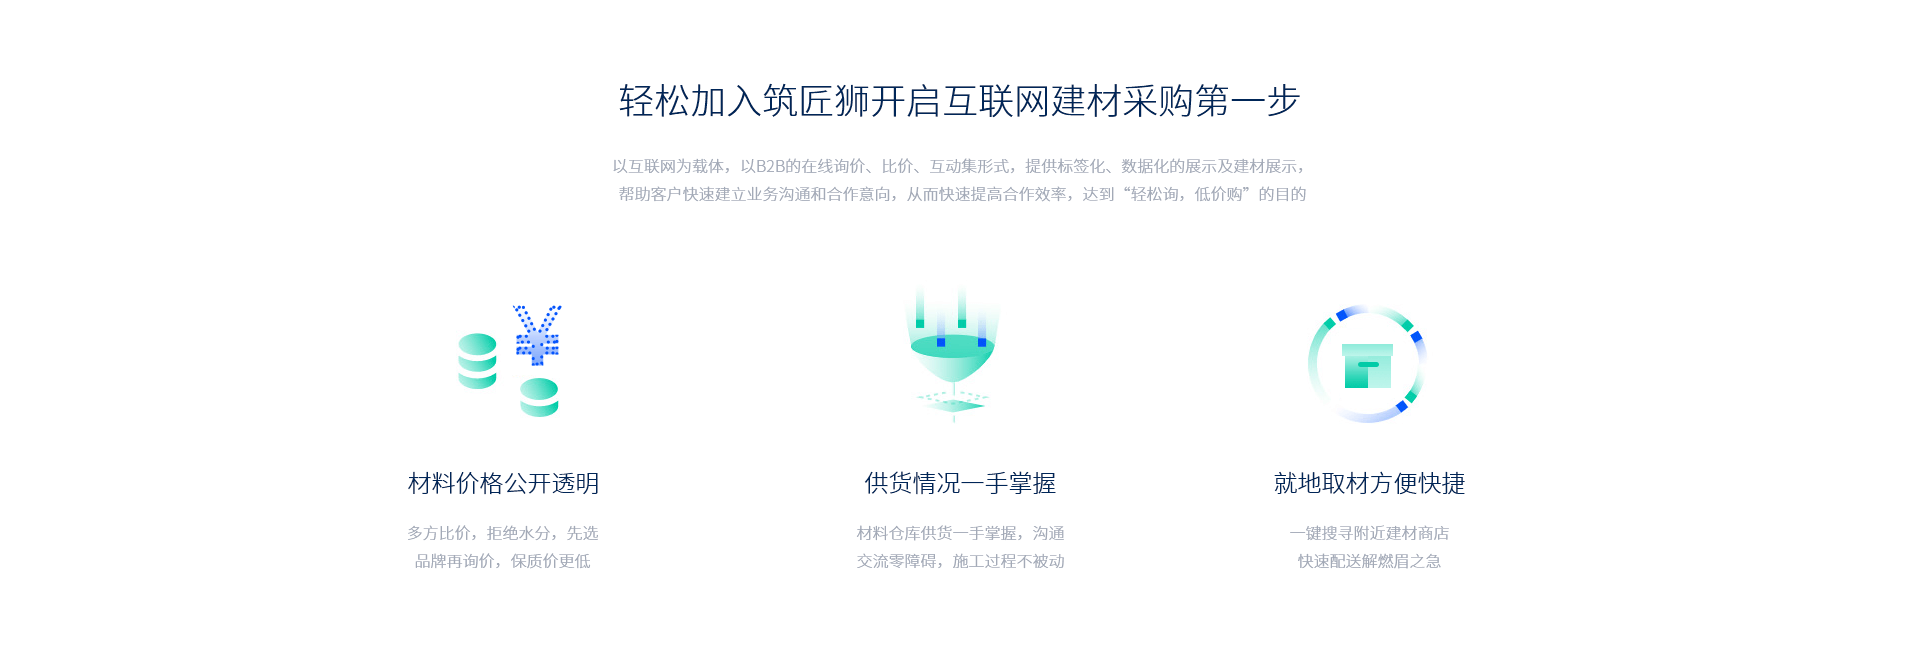 轻松加入筑匠狮开启互联网建材采购第一步
以互联网为载体，以B2B的在线询价、比价、互动集形式，提供标签化、数据化的展示及建材展示，
帮助客户快速建立业务沟通和合作意向，从而快速提高合作效率，达到“轻松询，低价购”的目的
材料价格公开透明
多方比价，拒绝水分，先选
品牌再询价，保质价更低
供货情况一手掌握
材料仓库供货一手掌握，沟通
交流零障碍，施工过程不被动
就地取材方便快捷
一键搜寻附近建材商店
快速配送解燃眉之急